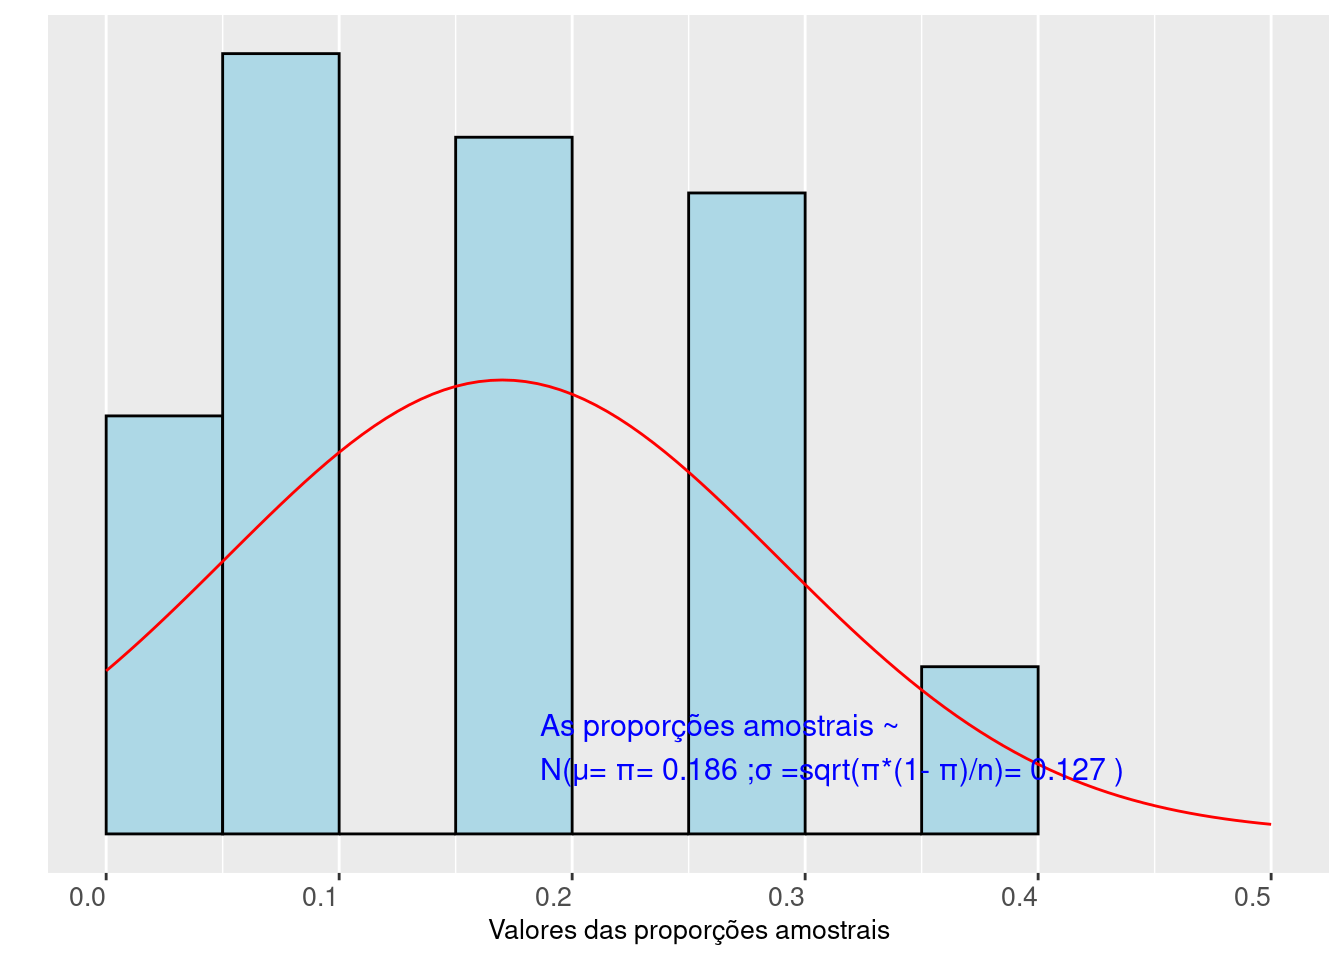 As proporções amostrais ~
N(μ= π= 0.186 ;σ =sqrt(π*(1- π)/n)= 0.127 )
0.0 0.1 0.2 0.3 0.4 0.5
Valores das proporções amostrais